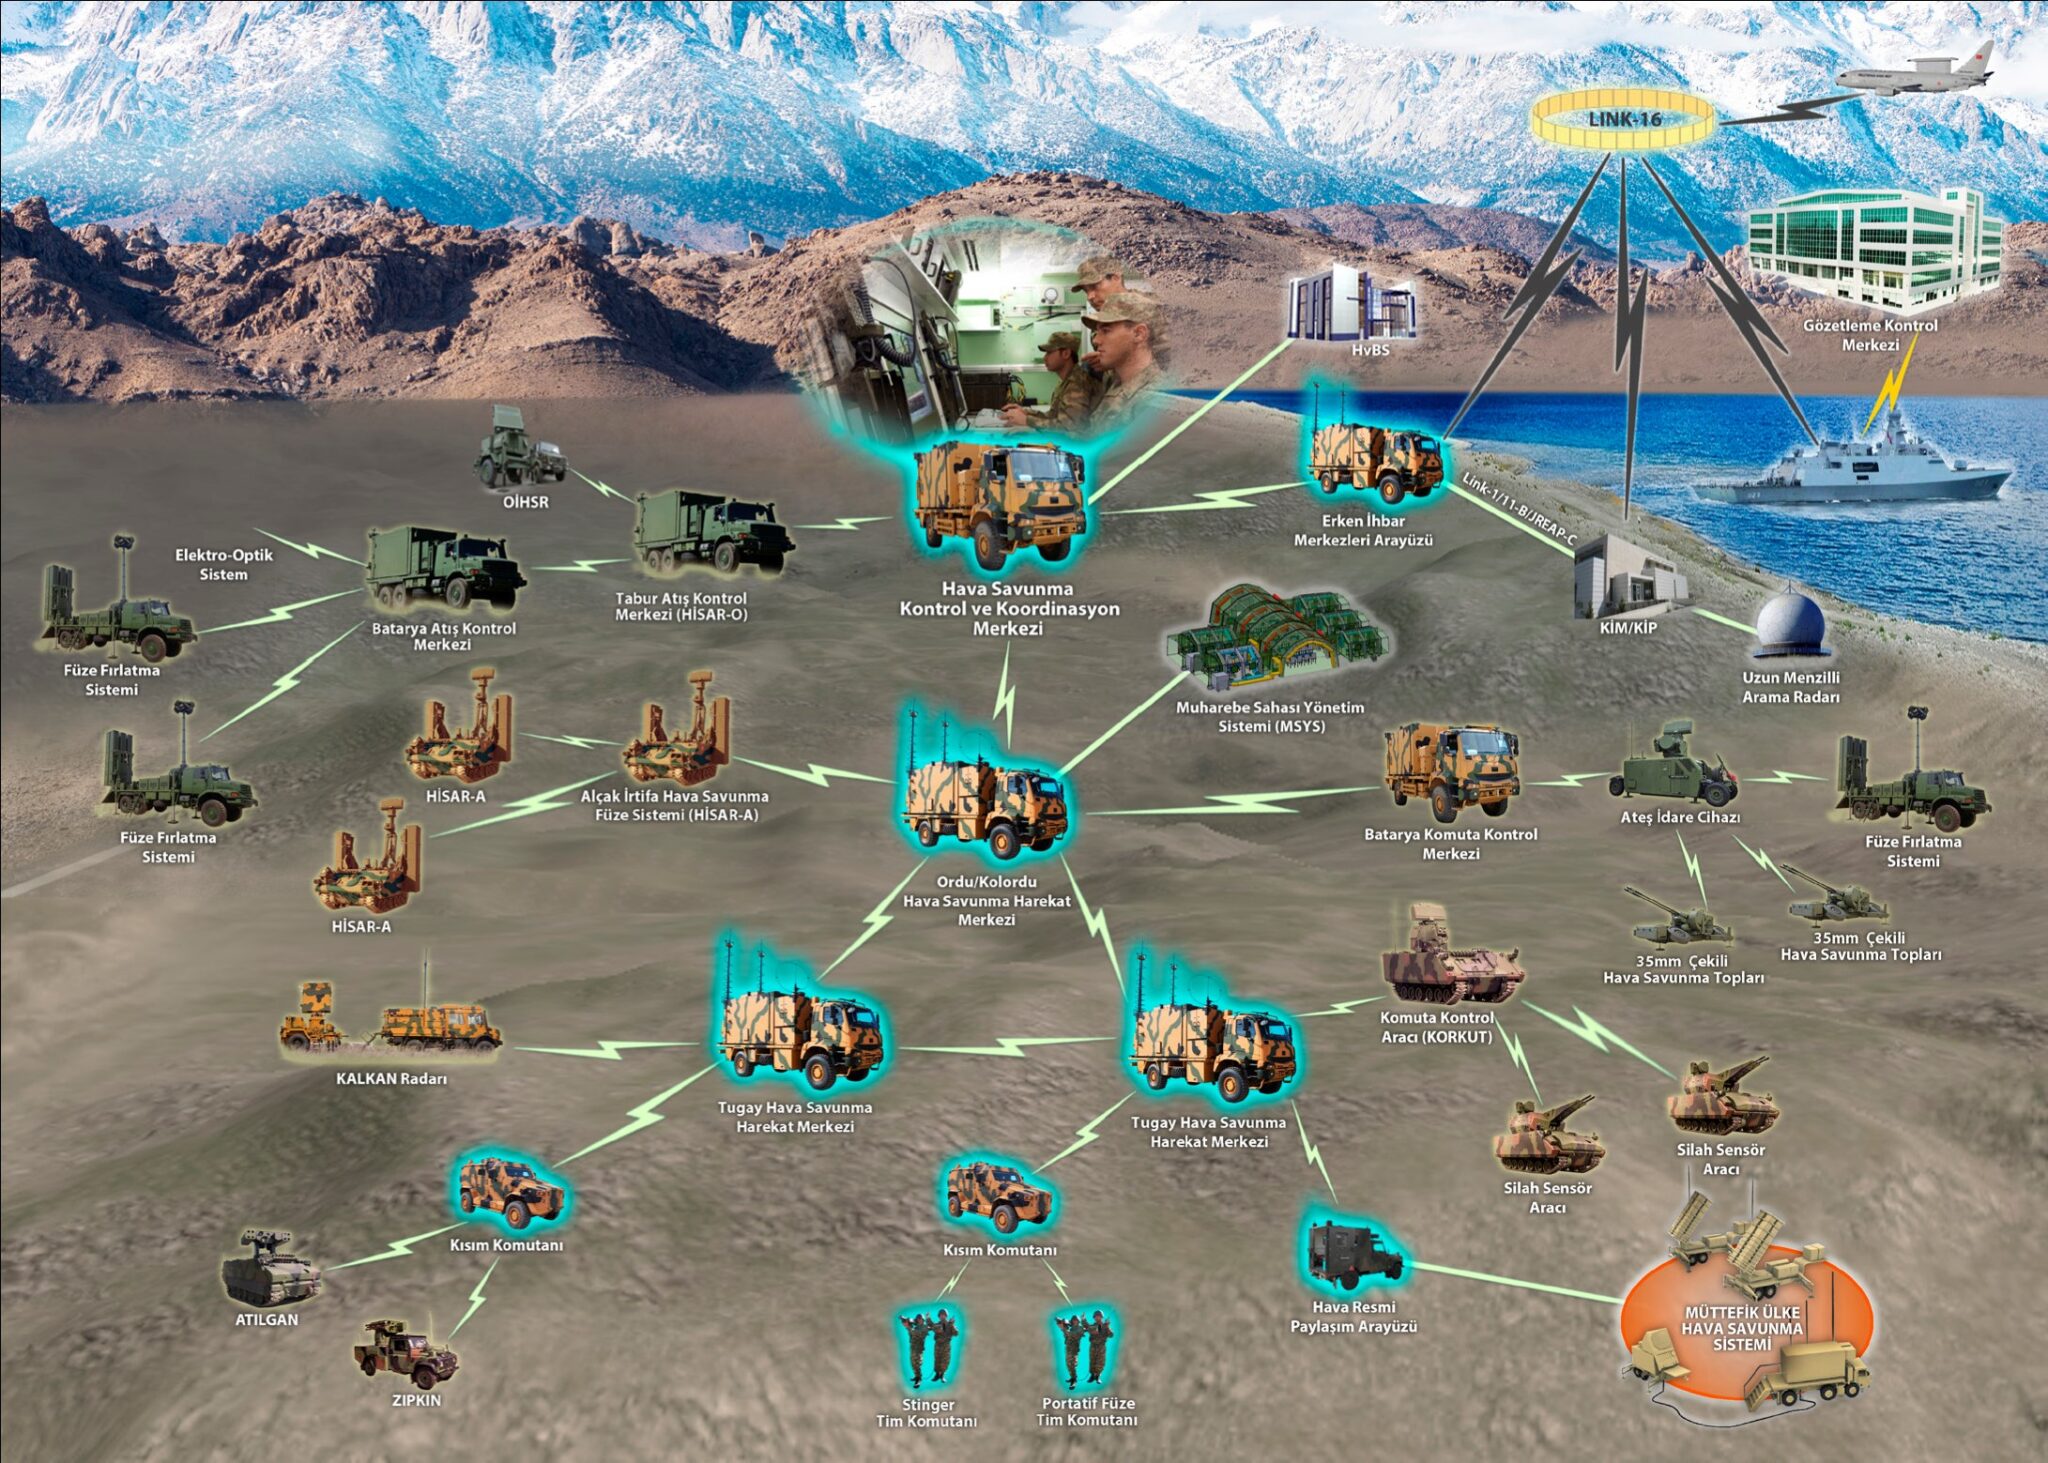 LINK-16
Gözetleme Kontrol
Merkezi
HvBS
OİHSR
Erken İhbar
Merkezleri Arayüzü
Link-1/11-B/JREAP-C
Elektro-Optik
Sistem
Tabur Atış Kontrol
Merkezi (HİSAR-O)
Hava Savunma
Kontrol ve Koordinasyon
Merkezi
Batarya Atış Kontrol
Merkezi
KİM/KİP
Füze Fırlatma
Sistemi
Uzun Menzilli
Arama Radarı
Muharebe Sahası Yönetim
Sistemi (MSYS)
HİSAR-A
Alçak İrtifa Hava Savunma
Füze Sistemi (HİSAR-A)
Füze Fırlatma
Sistemi
Batarya Komuta Kontrol
Merkezi
Ateş İdare Cihazı
Füze Fırlatma
Sistemi
HİSAR-A
Ordu/Kolordu
Hava Savunma Harekat
Merkezi
35mm Çekili
Hava Savunma Topları
35mm Çekili
Hava Savunma Topları
Komuta Kontrol
Aracı (KORKUT)
KALKAN Radarı
Tugay Hava Savunma
Harekat Merkezi
Tugay Hava Savunma
Harekat Merkezi
Silah Sensör
Aracı
Silah Sensör
Aracı
Kısım Komutanı
Kısım Komutanı
ATILGAN
Hava Resmi
Paylaşım Arayüzü
MÜTTEFİK ÜLKE
HAVA SAVUNMA
SİSTEMİ
ZIPKIN
Stinger
Tim Komutanı
Portatif Füze
Tim Komutanı